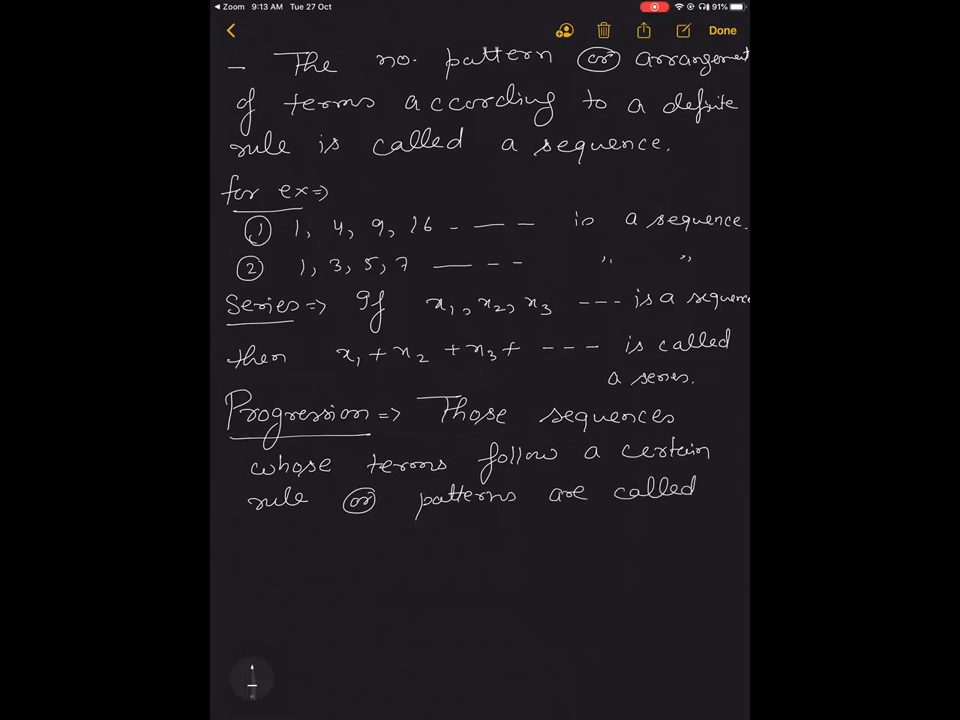 Zoom 9:13 AM Tue 27 Oct 91%
Done
— The no. pattern or arrangement
of terms according to a definite
rule is called a sequence.
for ex⇒
① 1, 4, 9, 16 - — - is a sequence.
② 1, 3, 5, 7 — - - " "
Series ⇒ If x₁, x₂, x₃ --- is a sequence
then x₁ + x₂ + x₃ + ---- is called
a series.
Progression ⇒ Those sequences
whose terms follow a certain
rule or patterns are called